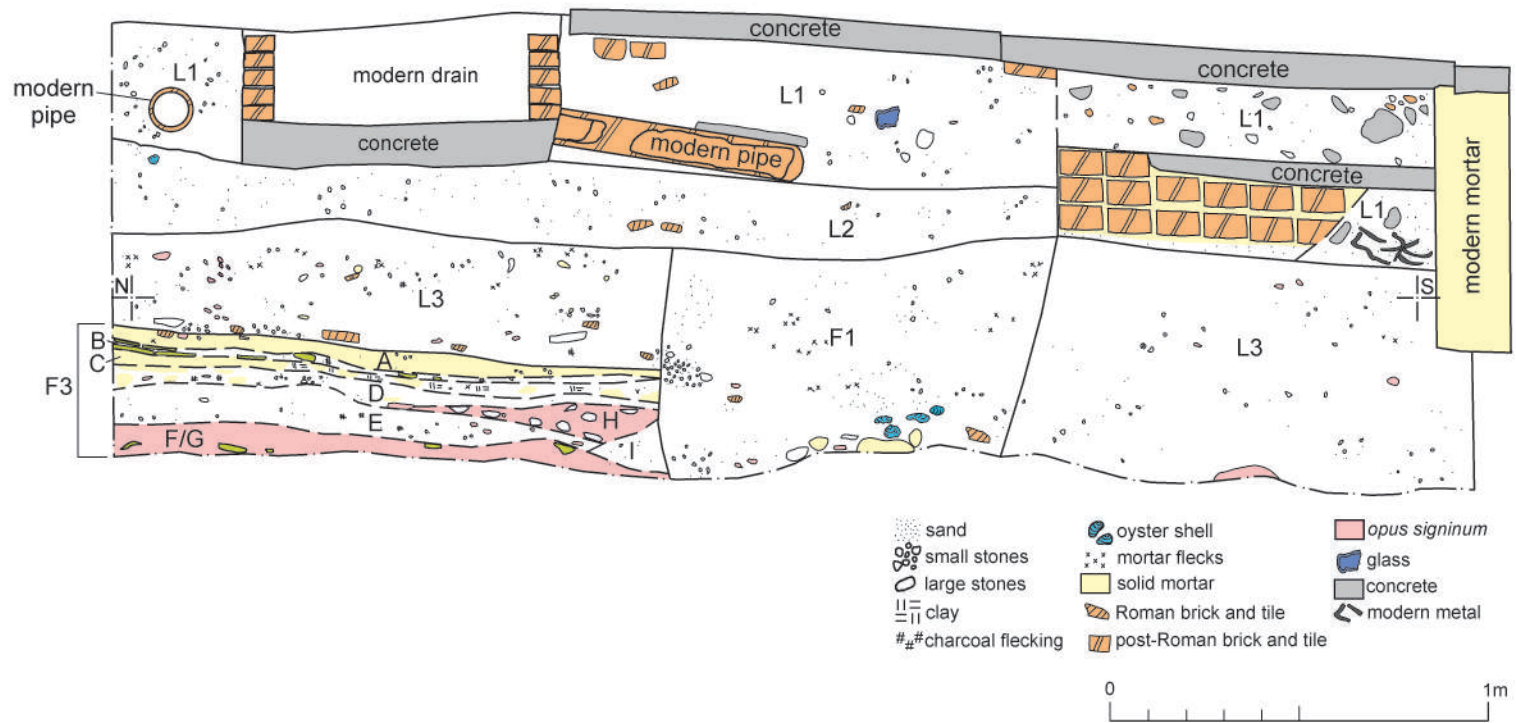 concrete
concrete
L1
modern drain
modern pipe
L1
L1
concrete
modern pipe
concrete
L1
modern mortar
L2
N
L3
S
B
C
A
F1
L3
F3
D
E
H
F/G
I
sand
small stones
large stones
clay
charcoal flecking
oyster shell
mortar flecks
solid mortar
Roman brick and tile
post-Roman brick and tile
opus signinum
glass
concrete
modern metal
0 1m